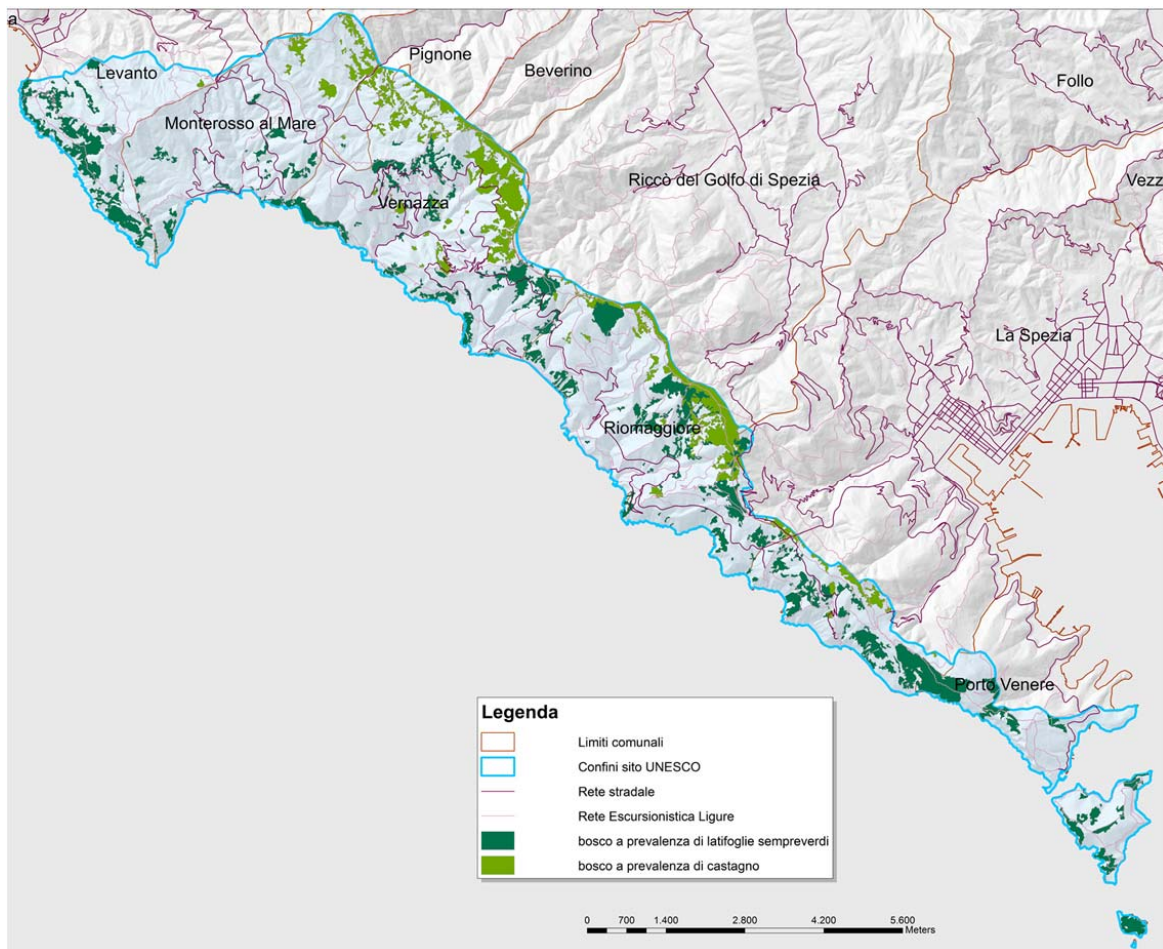 a
Levanto
Pignone
Beverino
Follo
Monterosso al Mare
Riccò del Golfo di Spezia
Vezz
Vernazza
La Spezia
Riomaggiore
Porto Venere
Legenda
Limiti comunali
Confini sito UNESCO
Rete stradale
Rete Escursionistica Ligure
bosco a prevalenza di latifoglie sempreverdi
bosco a prevalenza di castagno
0 700 1.400 2.800 4.200 5.600
Meters